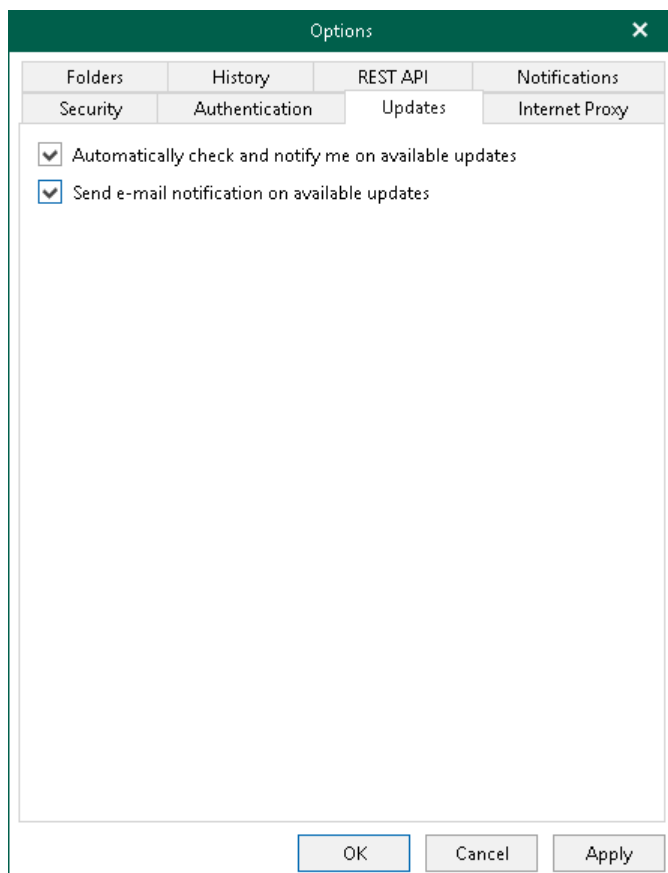 Options
Folders History REST API Notifications
Security Authentication Updates Internet Proxy
Automatically check and notify me on available updates
Send e-mail notification on available updates
OK Cancel Apply